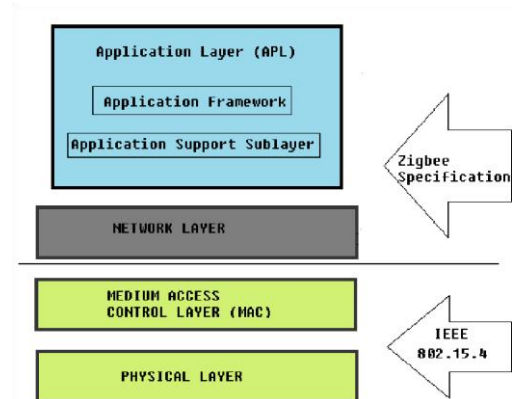 Application Layer (APL)
Application Framework
Application Support Sublayer
Zigbee
Specification
NETWORK LAYER
MEDIUM ACCESS
CONTROL LAYER (MAC)
IEEE
802.15.4
PHYSICAL LAYER